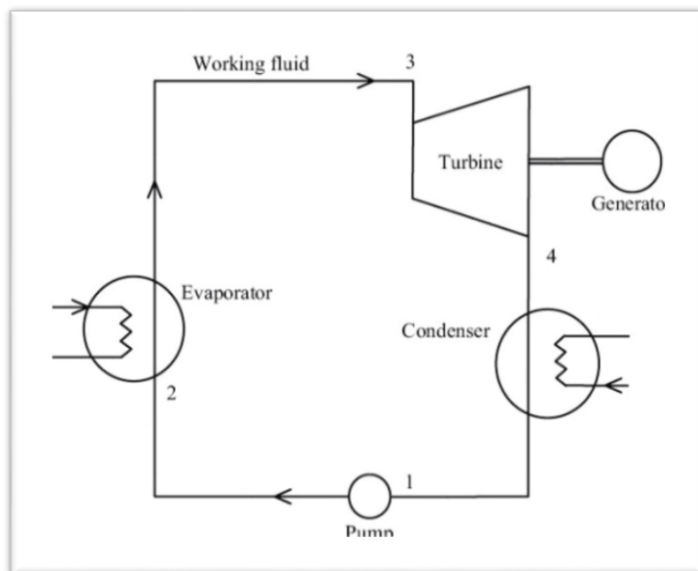 Working fluid
3
Turbine
Generato
4
Evaporator
Condenser
2
1
Pump